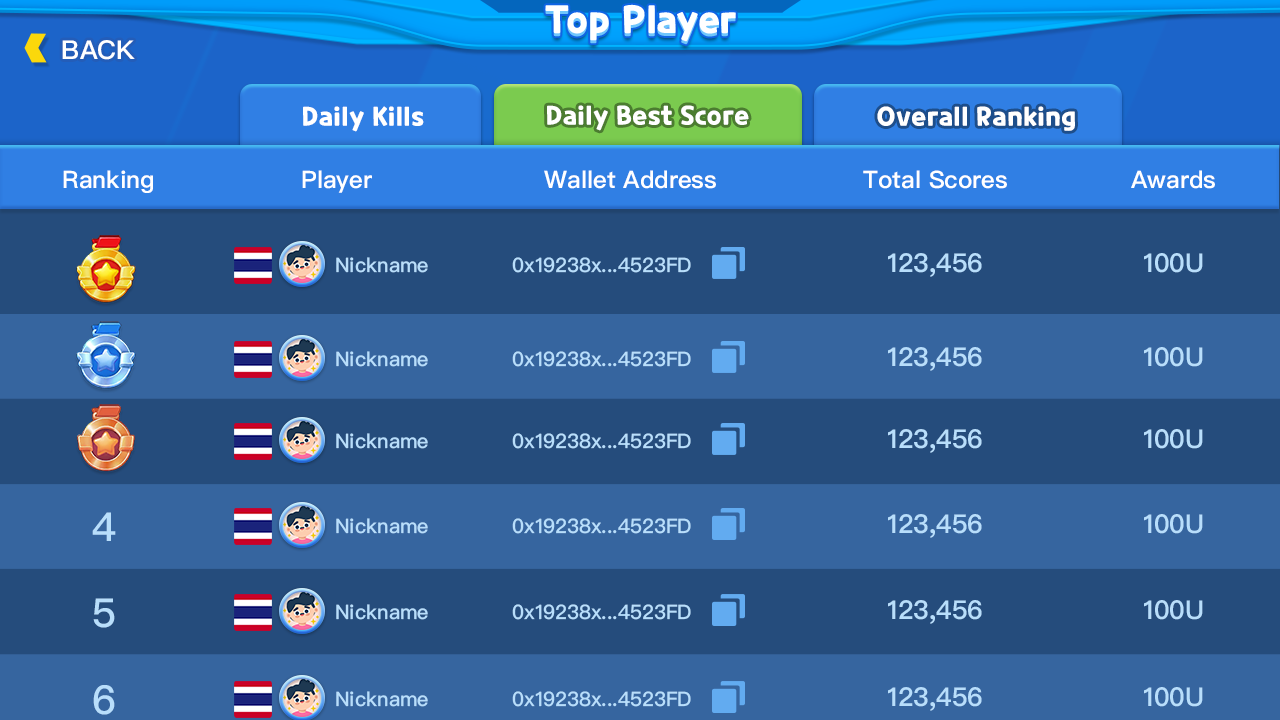 Top Player
BACK
Daily Kills Daily Best Score Overall Ranking
Ranking Player Wallet Address Total Scores Awards
Nickname 0x19238x...4523FD 123,456 100U
Nickname 0x19238x...4523FD 123,456 100U
Nickname 0x19238x...4523FD 123,456 100U
4 Nickname 0x19238x...4523FD 123,456 100U
5 Nickname 0x19238x...4523FD 123,456 100U
6 Nickname 0x19238x...4523FD 123,456 100U